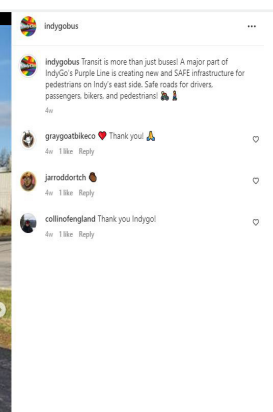 indygobus
indygobus Transit is more than just buses! A major part of
IndyGo's Purple Line is creating new and SAFE infrastructure for
pedestrians on Indy's east side. Safe roads for drivers,
passengers, bikers, and pedestrians!
4w
graygoatbikeco ❤️ Thank you! 🙏
4w 1 like Reply
jarroddortch ✊🏾
4w 1 like Reply
collinofengland Thank you Indygo!
4w 1 like Reply